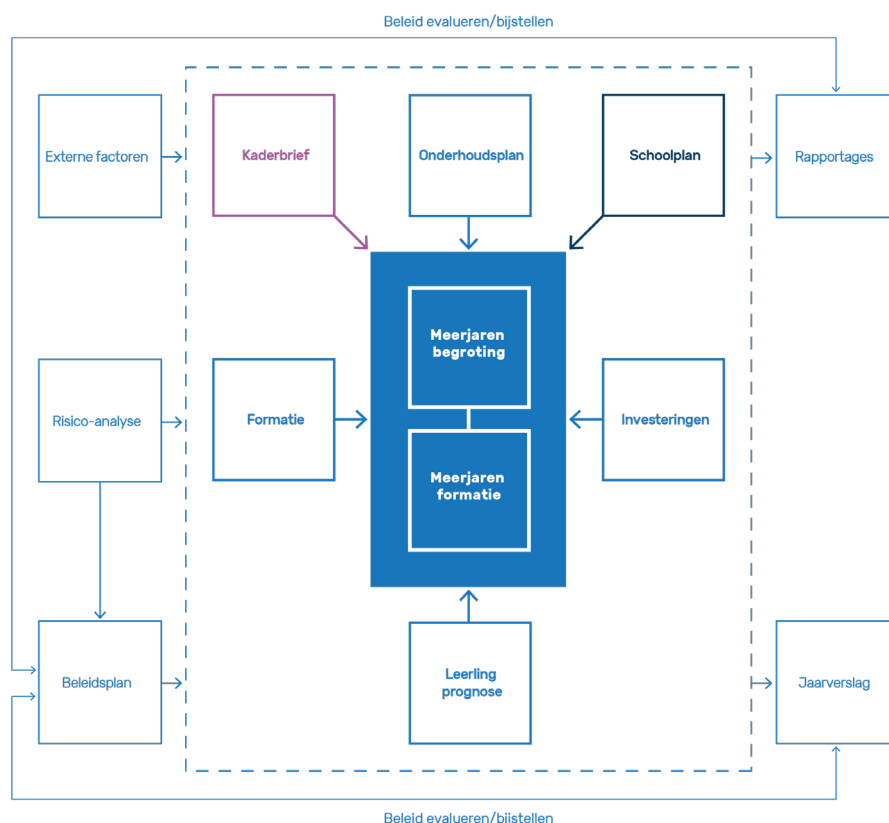 Beleid evalueren/bijstellen
Externe factoren
Kaderbrief
Onderhoudsplan
Schoolplan
Rapportages
Meerjaren
begroting
Risico-analyse
Formatie
Investeringen
Meerjaren
formatie
Beleidsplan
Leerling
prognose
Jaarverslag
Beleid evalueren/bijstellen